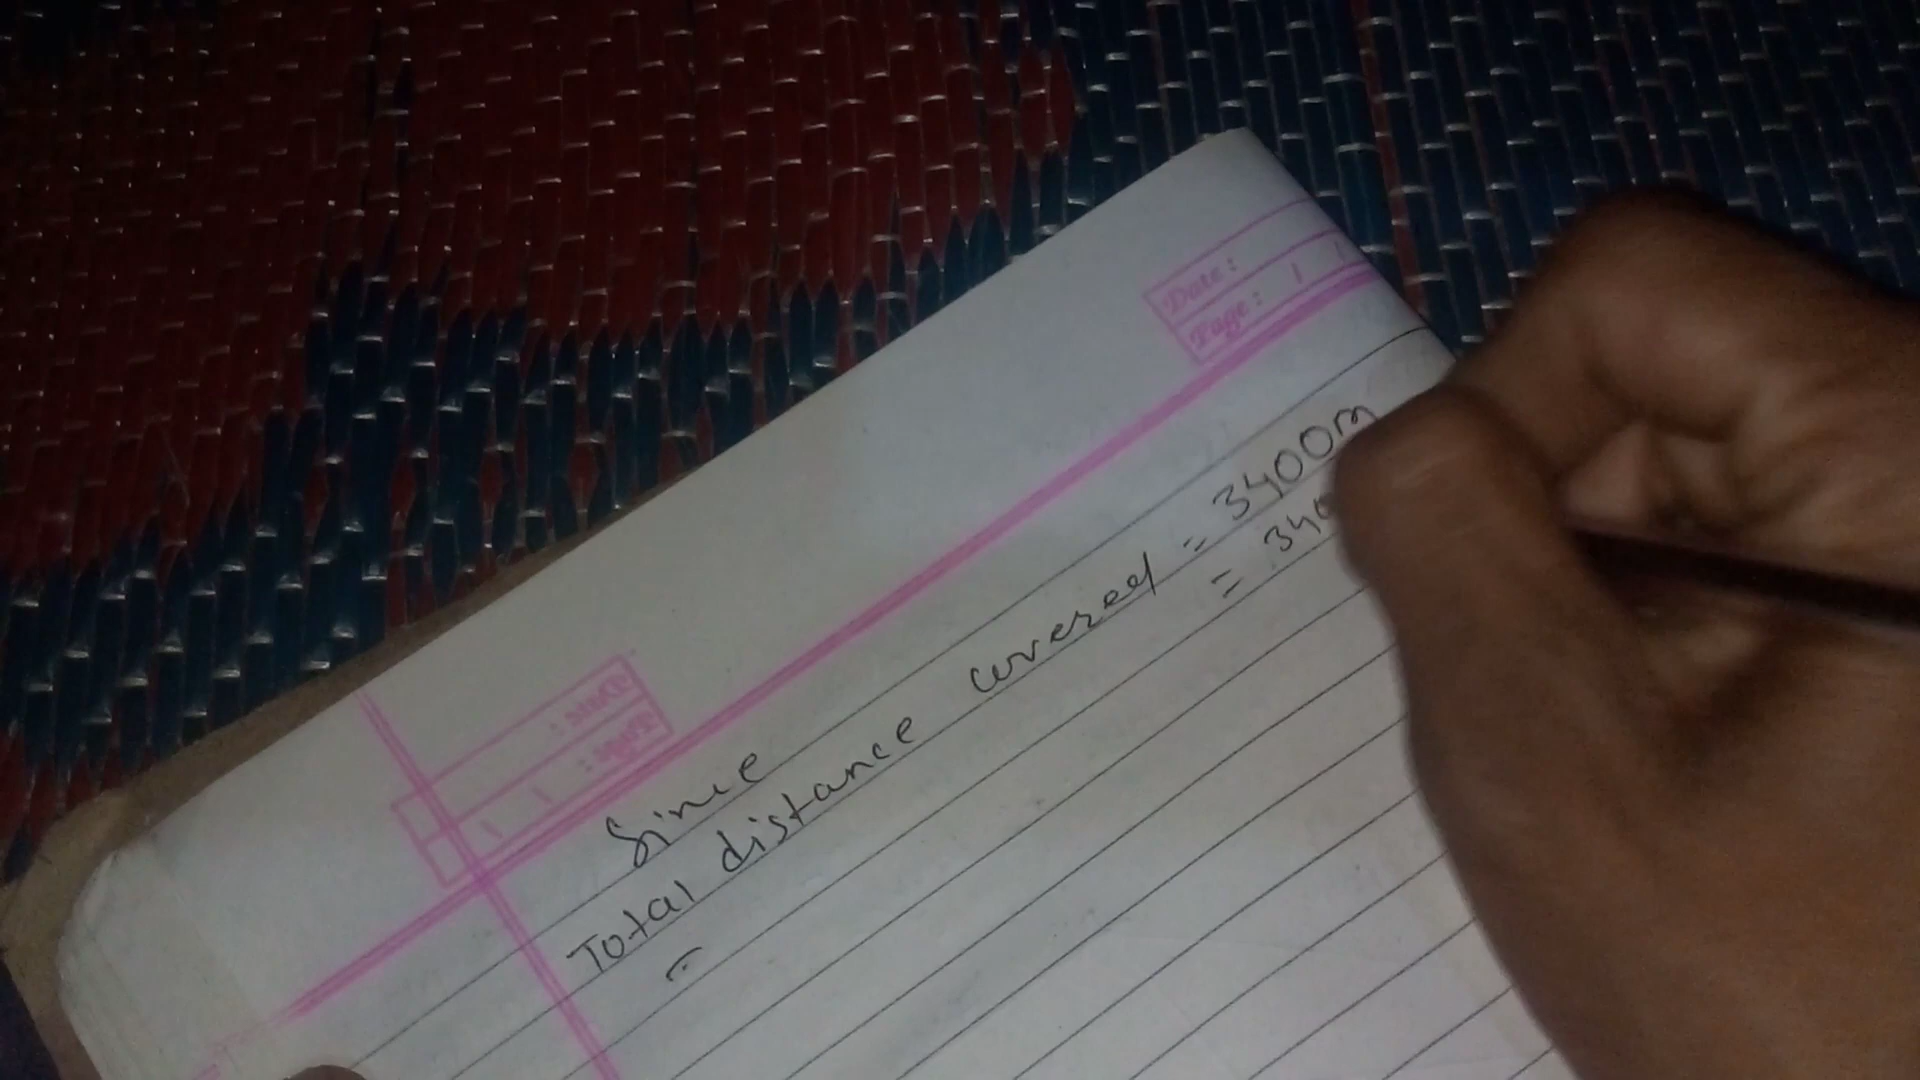 Date:
Page:
Since
Total distance covered = 3400m
= 340